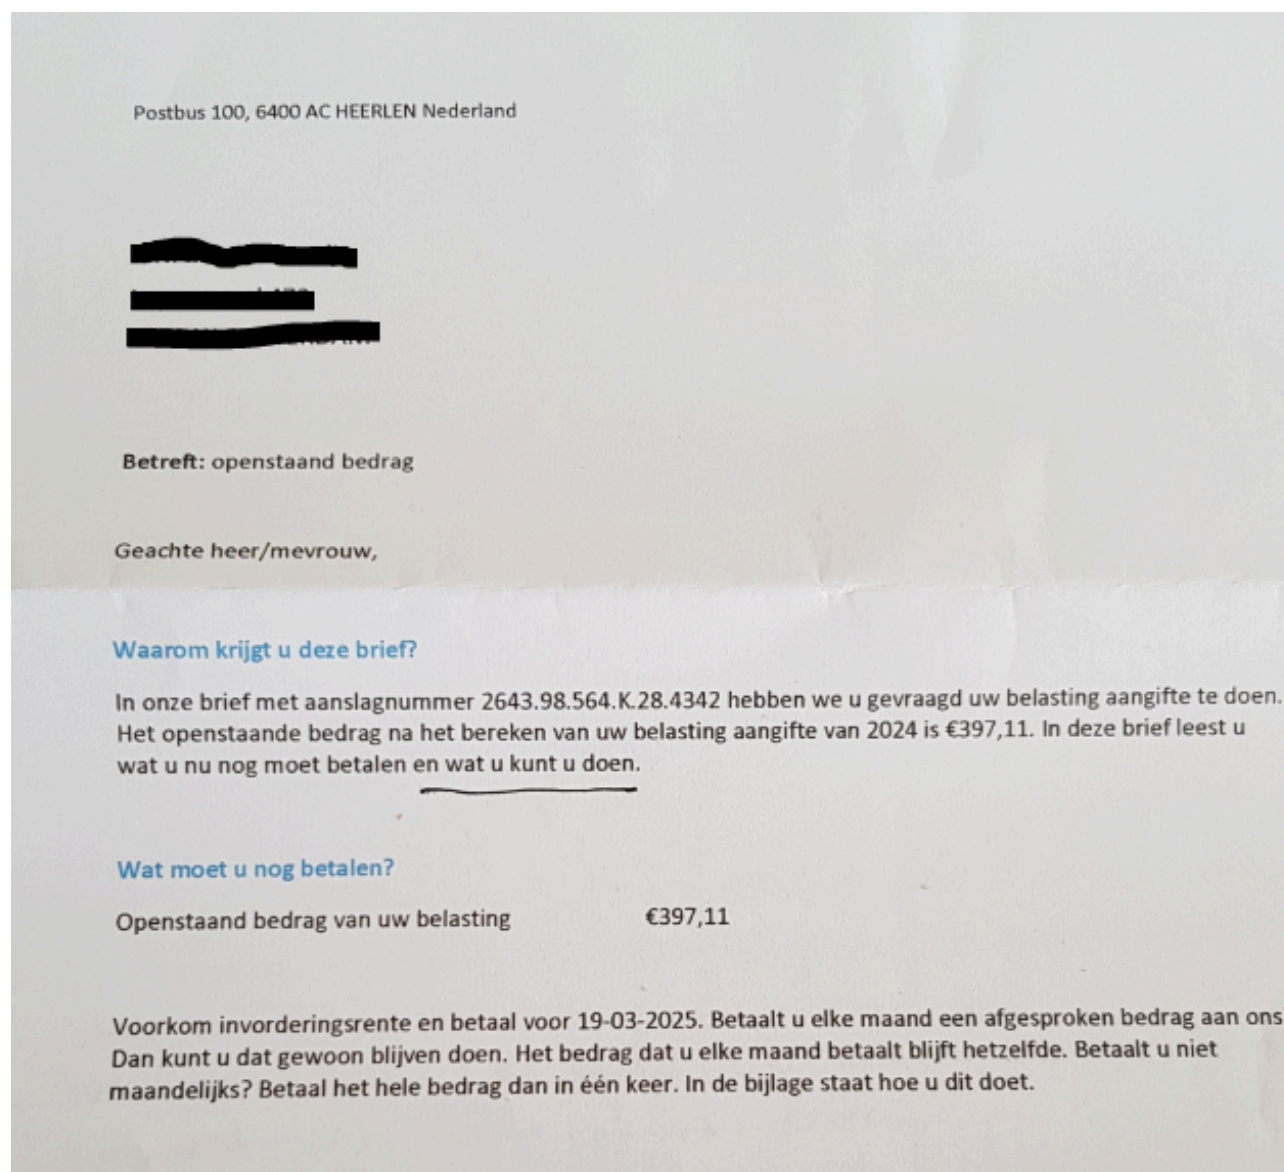 Postbus 100, 6400 AC HEERLEN Nederland
Betreft: openstaand bedrag
Geachte heer/mevrouw,
Waarom krijgt u deze brief?
In onze brief met aanslagnummer 2643.98.564.K.28.4342 hebben we u gevraagd uw belasting aangifte te doen.
Het openstaande bedrag na het bereken van uw belasting aangifte van 2024 is €397,11. In deze brief leest u
wat u nu nog moet betalen en wat u kunt u doen.
Wat moet u nog betalen?
Openstaand bedrag van uw belasting €397,11
Voorkom invorderingsrente en betaal voor 19-03-2025. Betaalt u elke maand een afgesproken bedrag aan ons
Dan kunt u dat gewoon blijven doen. Het bedrag dat u elke maand betaalt blijft hetzelfde. Betaalt u niet
maandelijks? Betaal het hele bedrag dan in één keer. In de bijlage staat hoe u dit doet.